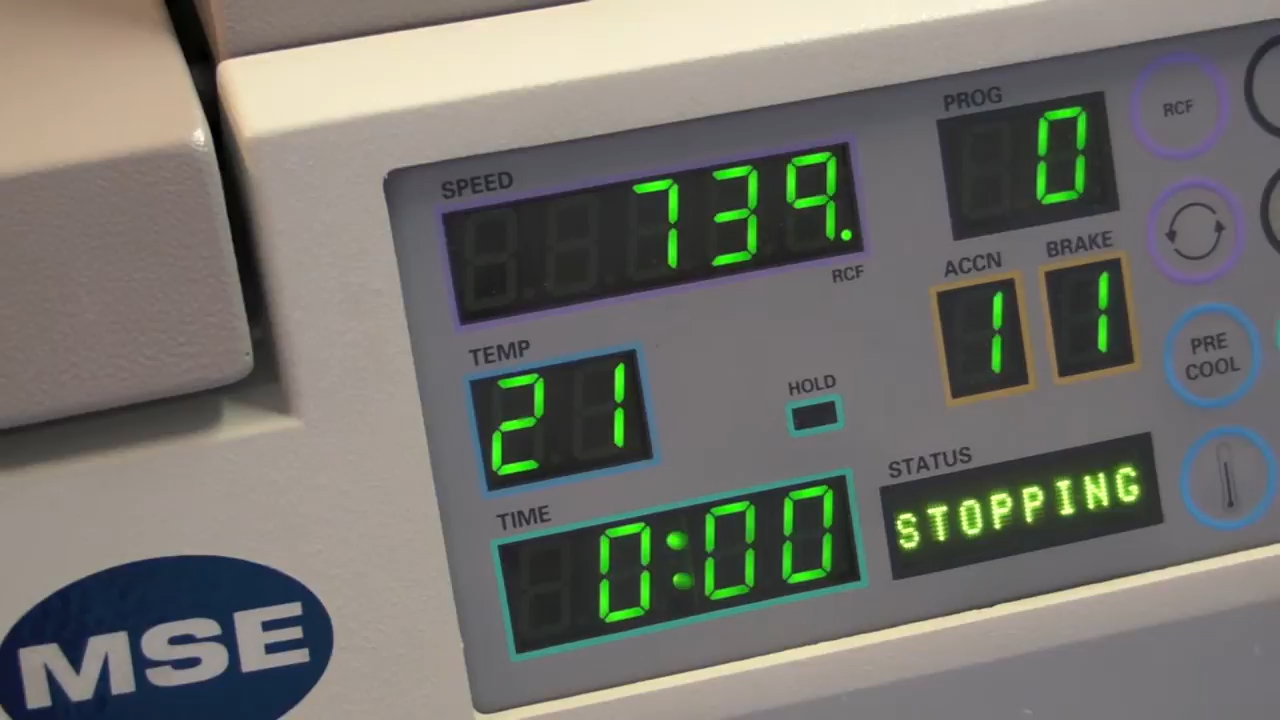 SPEED
739.
RCF
PROG
0
RCF
ACCN
1
BRAKE
1
TEMP
21
HOLD
PRE
COOL
TIME
0:00
STATUS
STOPPING
MSE